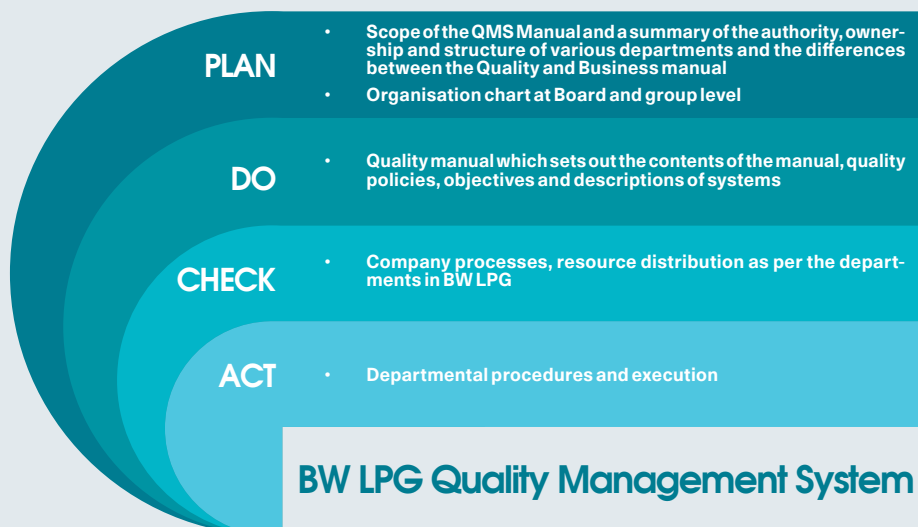 PLAN
• Scope of the QMS Manual and a summary of the authority, owner-
ship and structure of various departments and the differences
between the Quality and Business manual
• Organisation chart at Board and group level
DO
• Quality manual which sets out the contents of the manual, quality
policies, objectives and descriptions of systems
CHECK
• Company processes, resource distribution as per the depart-
ments in BW LPG
ACT
• Departmental procedures and execution
BW LPG Quality Management System